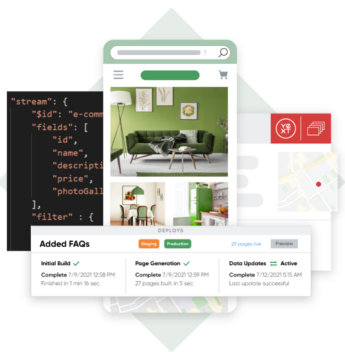 "stream": {
"$id": "e-comm
"fields": [
"id",
"name",
"descripti
"price",
"photoGall
],
"filter" : {
YEXT
DEPLOYS
Added FAQs
Staging
Production
21 pages live
Preview
Initial Build
Page Generation
Data Updates
Active
Complete 7/9/2021 12:58 PM
Complete 7/9/2021 12:59 PM
Complete 7/12/2021 5:15 AM
Finished in 1 min 16 sec
27 pages built in 5 sec
Last update successful